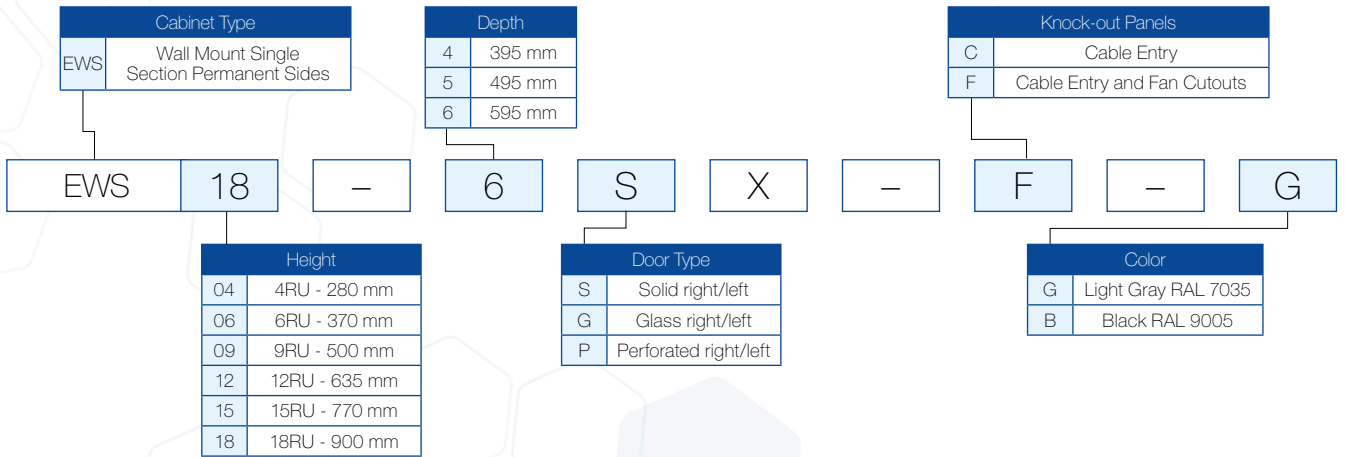 Cabinet Type
EWS Wall Mount Single
Section Permanent Sides
Depth
4 395 mm
5 495 mm
6 595 mm
Knock-out Panels
C Cable Entry
F Cable Entry and Fan Cutouts
EWS 18 – 6 S X – F – G
Height
04 4RU - 280 mm
06 6RU - 370 mm
09 9RU - 500 mm
12 12RU - 635 mm
15 15RU - 770 mm
18 18RU - 900 mm
Door Type
S Solid right/left
G Glass right/left
P Perforated right/left
Color
G Light Gray RAL 7035
B Black RAL 9005